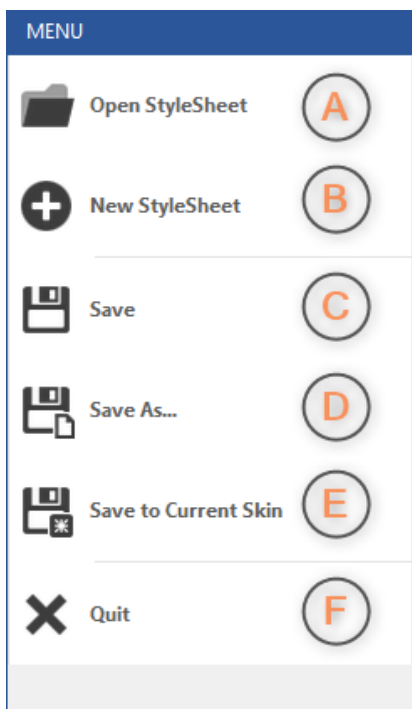 MENU
Open StyleSheet A
New StyleSheet B
Save C
Save As... D
Save to Current Skin E
Quit F